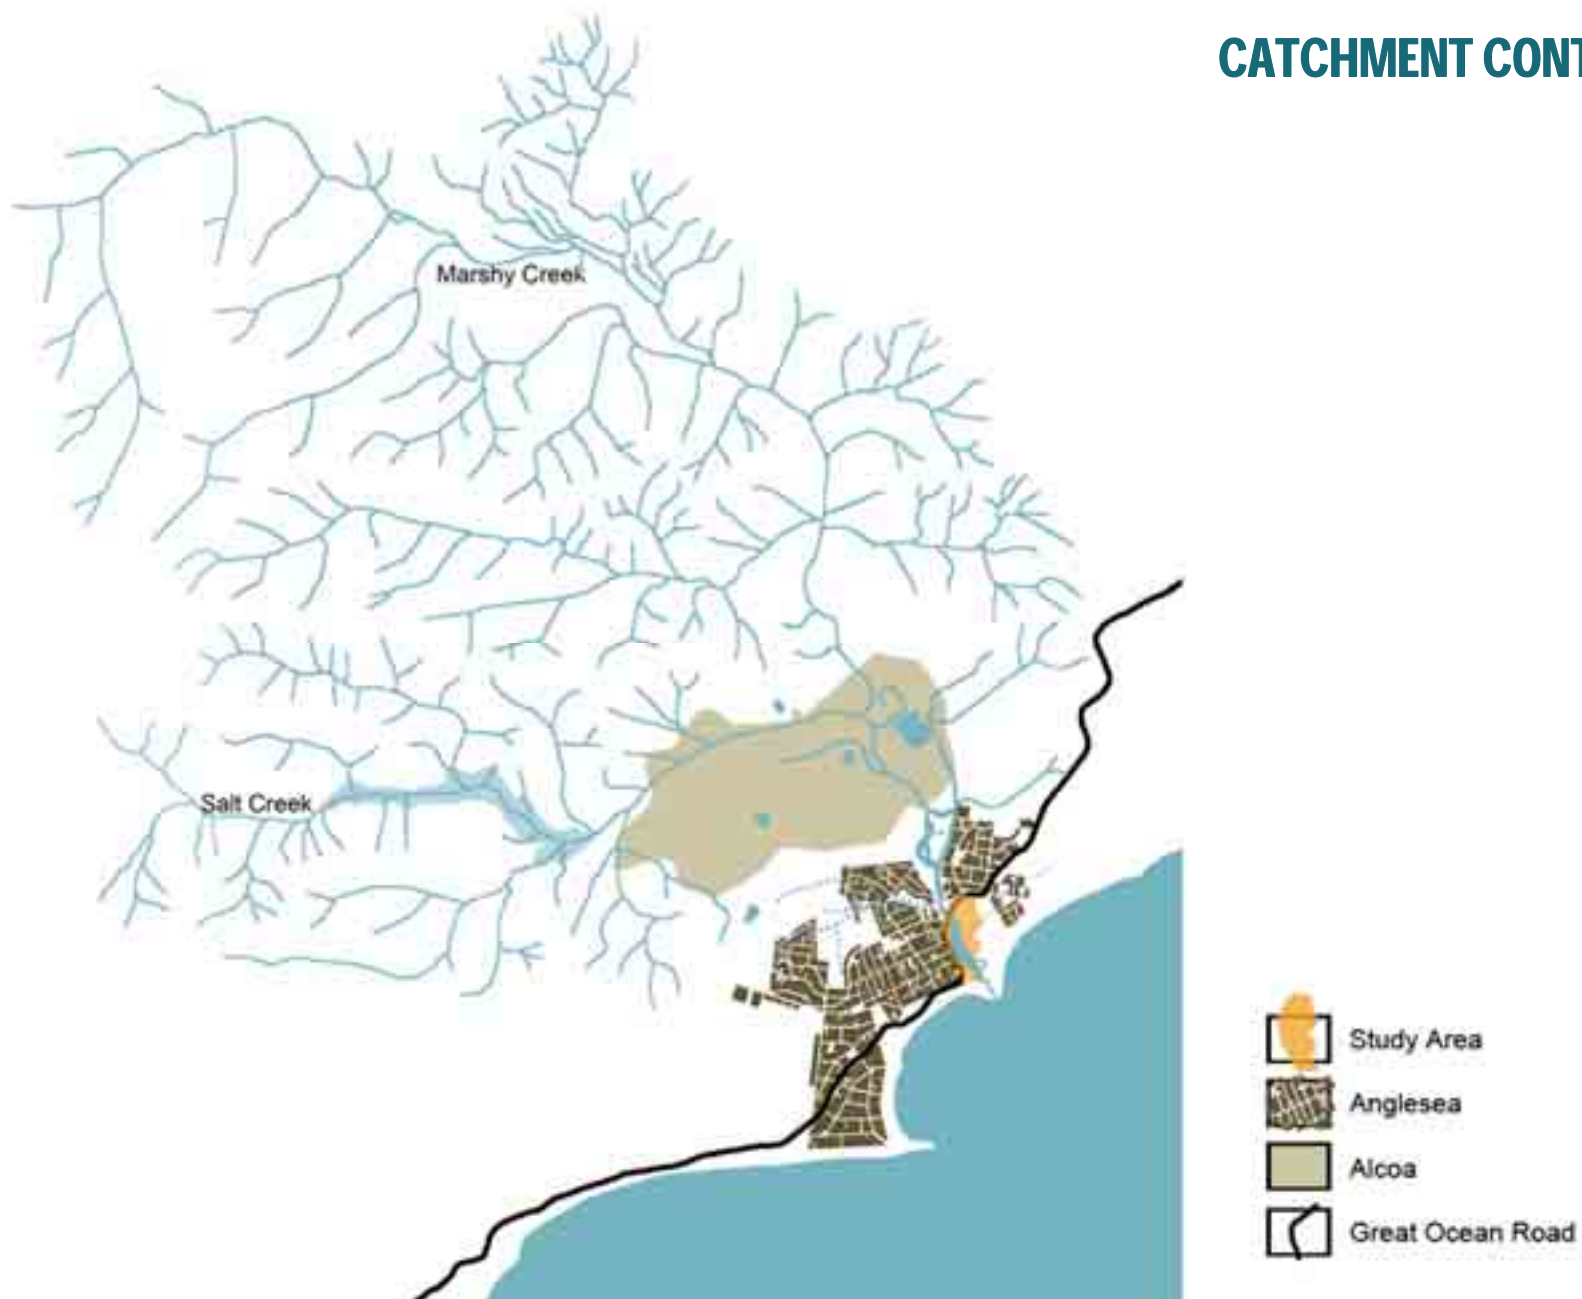 CATCHMENT CONT
Marshy Creek
Salt Creek
Study Area
Anglesea
Alcoa
Great Ocean Road